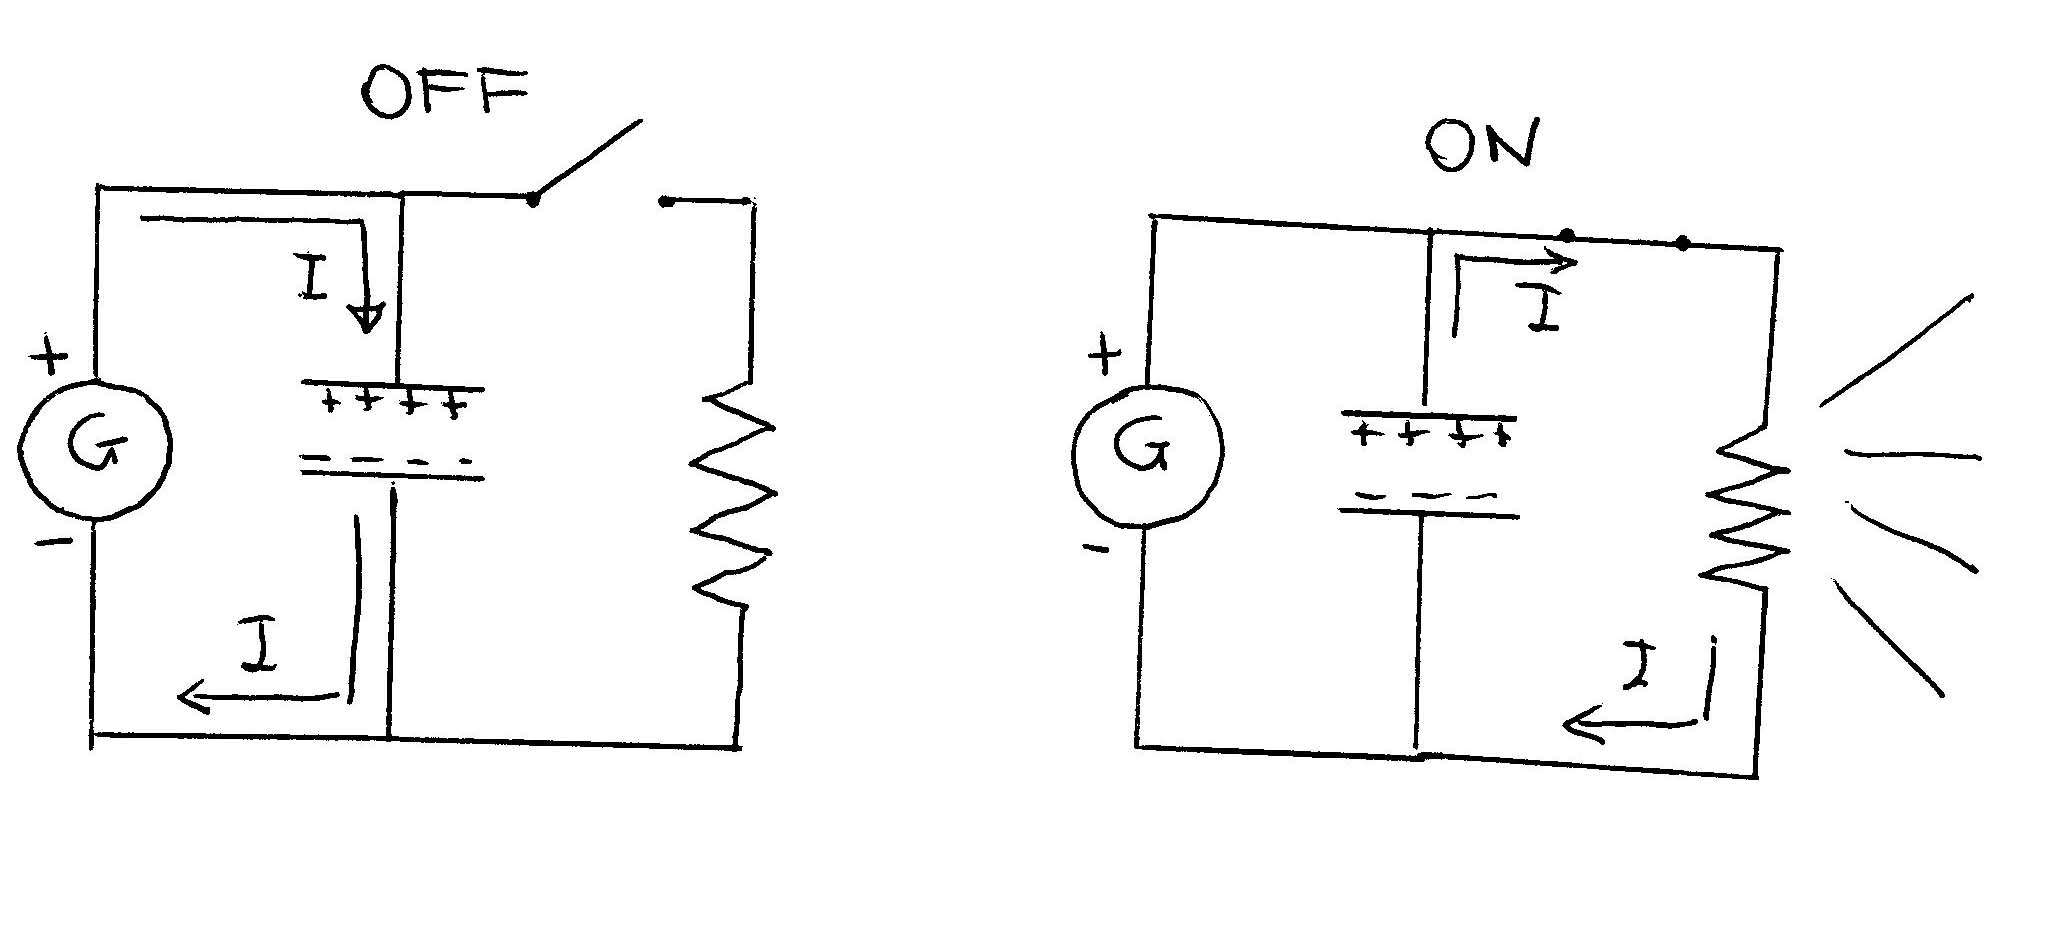 OFF
I
+
+ + + +
G
- - - -
-
I
ON
I
+
+ + + +
G
- - -
-
I